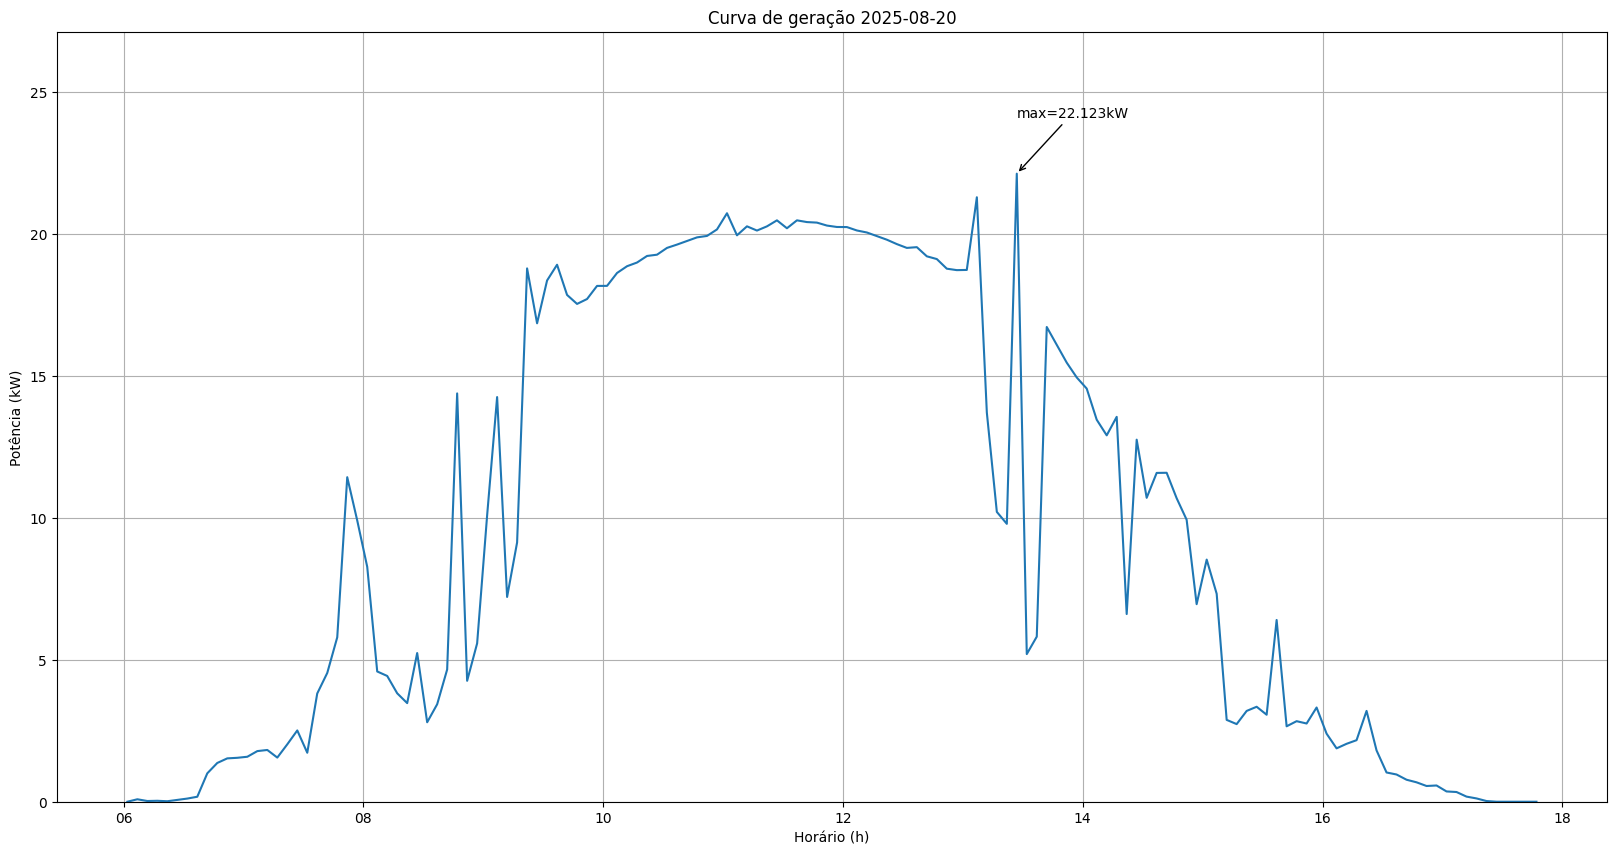 Curva de geração 2025-08-20
max=22.123kW
25
20
15
10
5
0
Potência (kW)
06 08 10 12 14 16 18
Horário (h)